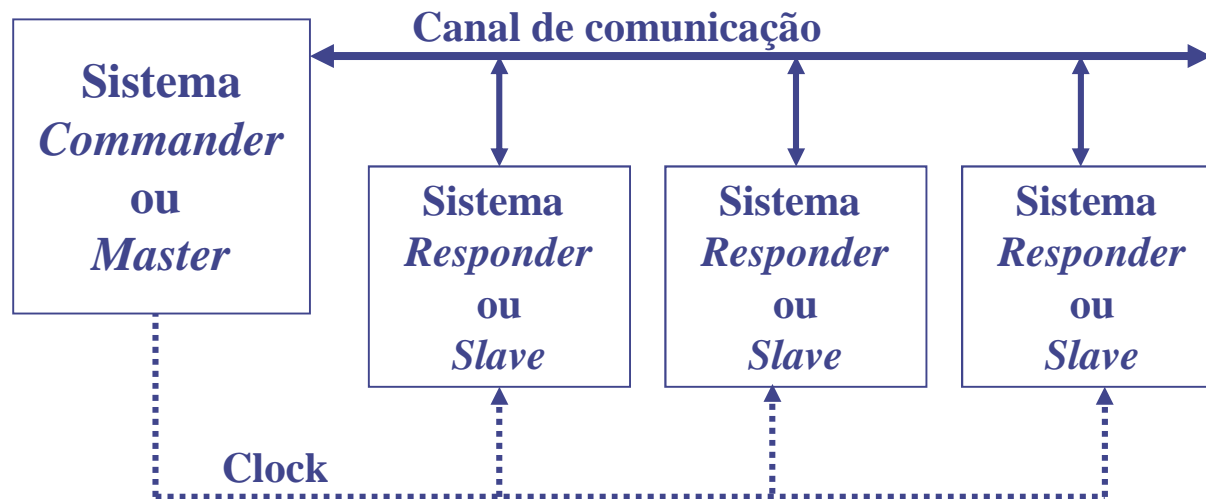 Canal de comunicação
Sistema
Commander
ou
Master
Sistema
Responder
ou
Slave
Sistema
Responder
ou
Slave
Sistema
Responder
ou
Slave
Clock